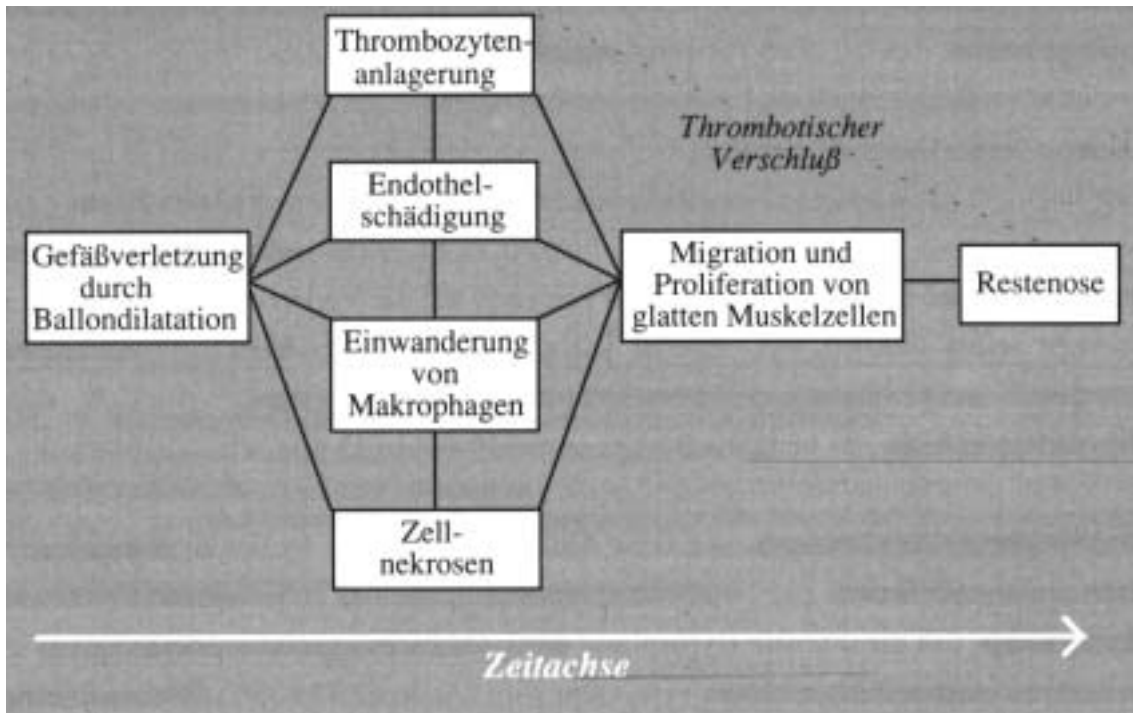 Thrombozyten-
anlagerung
Thrombotischer
Verschluß
Endothel-
schädigung
Gefäßverletzung
durch
Ballondilatation
Migration und
Proliferation von
glatten Muskelzellen
Restenose
Einwanderung
von
Makrophagen
Zell-
nekrosen
Zeitachse